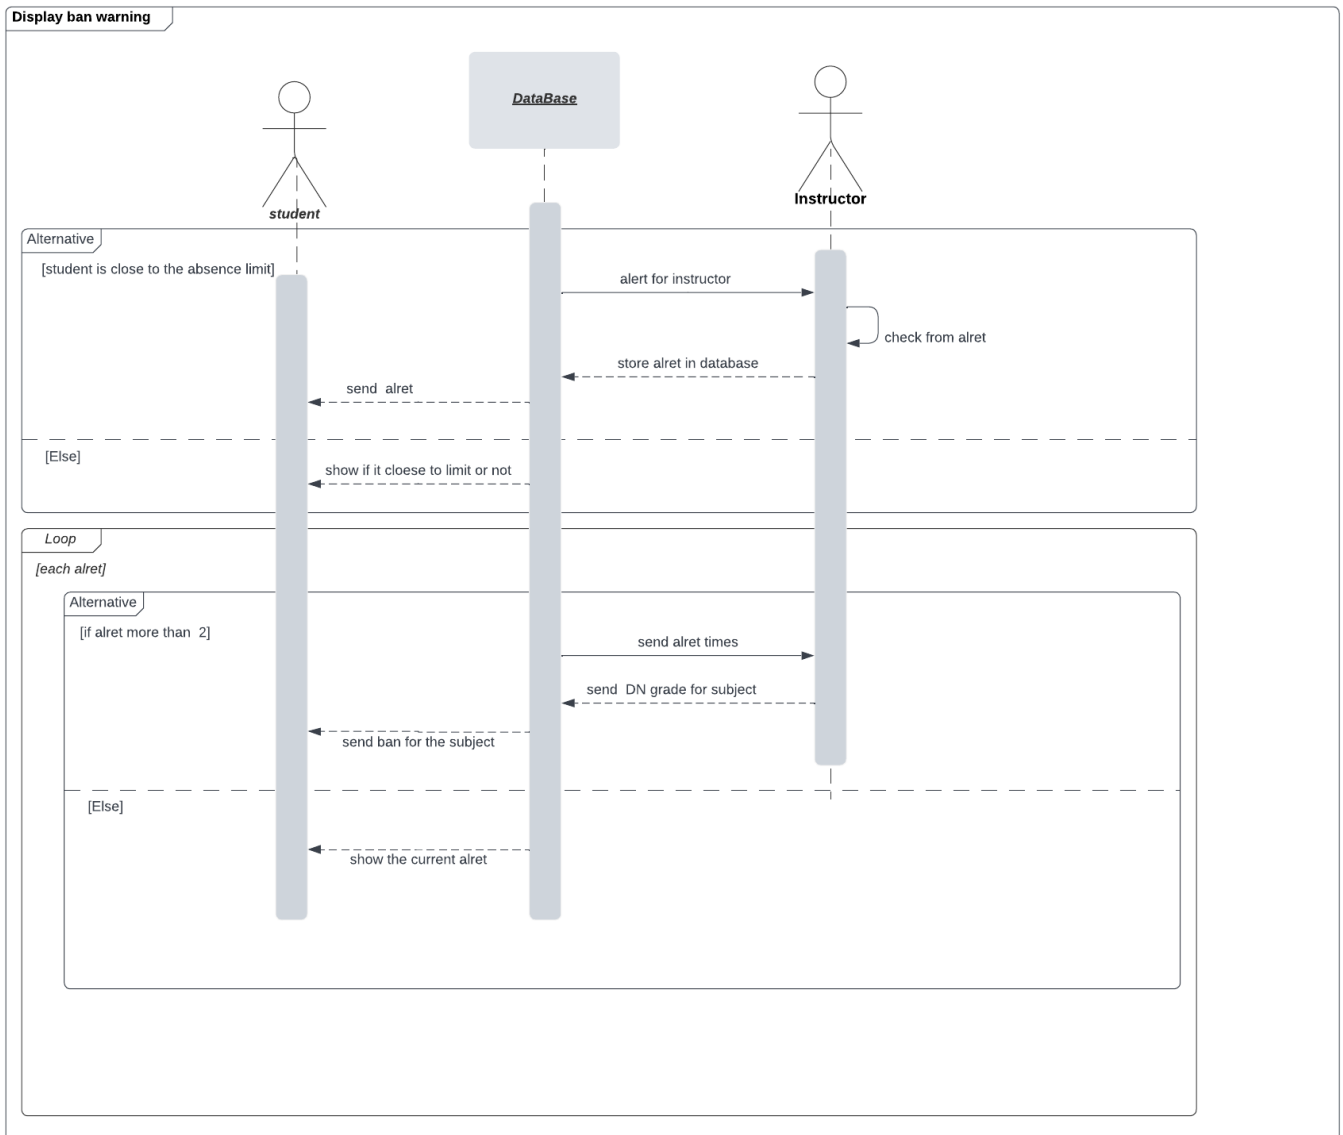 Display ban warning
DataBase
student
Instructor
Alternative
[student is close to the absence limit]
alert for instructor
check from alret
store alret in database
send  alret
[Else]
show if it cloese to limit or not
Loop
[each alret]
Alternative
[if alret more than  2]
send alret times
send  DN grade for subject
send ban for the subject
[Else]
show the current alret